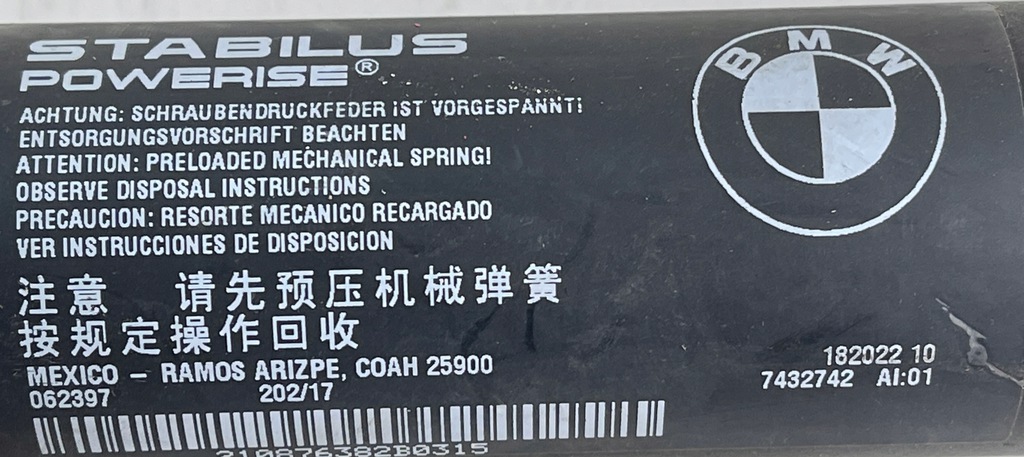 STABILUS
POWERISE®
ACHTUNG: SCHRAUBENDRUCKFEDER IST VORGESPANNT!
ENTSORGUNGSVORSCHRIFT BEACHTEN
ATTENTION: PRELOADED MECHANICAL SPRING!
OBSERVE DISPOSAL INSTRUCTIONS
PRECAUCION: RESORTE MECANICO RECARGADO
VER INSTRUCCIONES DE DISPOSICION
注意 请先预压机械弹簧
按规定操作回收
MEXICO – RAMOS ARIZPE, COAH 25900
062397 202/17
210876382B0315
BMW
182022 10
7432742 AI:01